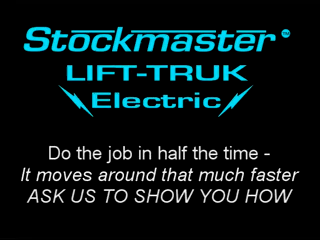 Stockmaster™
LIFT-TRUK
Electric
Do the job in half the time -
It moves around that much faster
ASK US TO SHOW YOU HOW